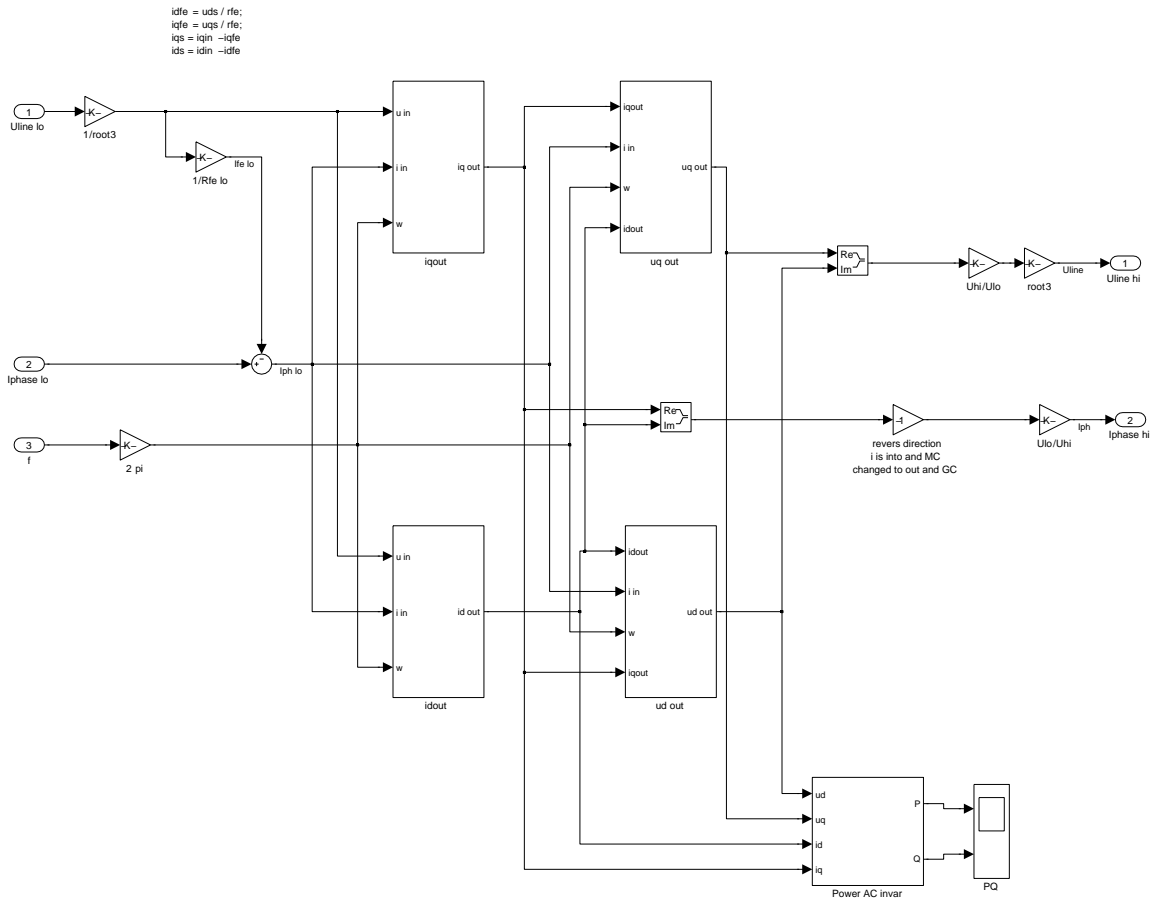 idfe = uds / rfe;
iqfe = uqs / rfe;
iqs = iqin −iqfe
ids = idin −idfe
1
Uline lo
−K−
1/root3
−K−
1/Rfe lo
Ife lo
u in
i in
w
iq out
iqout
iqout
i in
w
idout
uq out
uq out
Re
Im
−K−
Uhi/Ulo
−K−
root3
Uline
1
Uline hi
2
Iphase lo
+
−
Iph lo
3
f
−K−
2 pi
Re
Im
−1
revers direction
i is into and MC
changed to out and GC
−K−
Ulo/Uhi
Iph
2
Iphase hi
u in
i in
w
id out
idout
idout
i in
w
iqout
ud out
ud out
ud
uq
id
iq
P
Q
Power AC invar
PQ